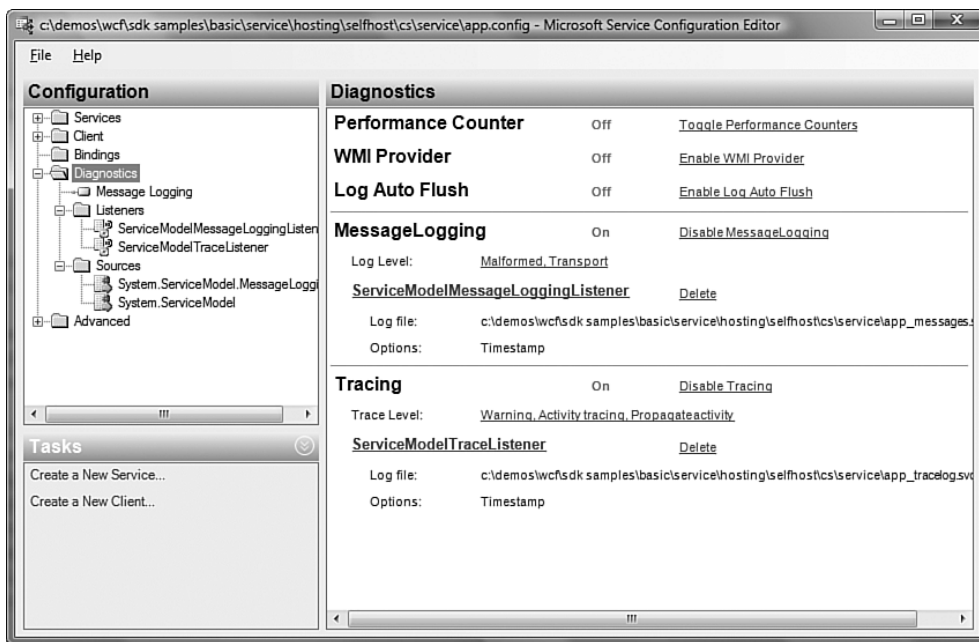 c:\demos\wcf\sdk samples\basic\service\hosting\selfhost\cs\service\app.config - Microsoft Service Configuration Editor
File Help
Configuration
Services
Client
Bindings
Diagnostics
Message Logging
Listeners
ServiceModelMessageLoggingListen
ServiceModelTraceListener
Sources
System.ServiceModel.MessageLoggi
System.ServiceModel
Advanced
Tasks
Create a New Service...
Create a New Client...
Diagnostics
Performance Counter Off Toggle Performance Counters
WMI Provider Off Enable WMI Provider
Log Auto Flush Off Enable Log Auto Flush
MessageLogging On Disable MessageLogging
Log Level: Malformed, Transport
ServiceModelMessageLoggingListener Delete
Log file: c:\demos\wcf\sdk samples\basic\service\hosting\selfhost\cs\service\app_messages.s
Options: Timestamp
Tracing On Disable Tracing
Trace Level: Warning, Activity tracing, Propagateactivity
ServiceModelTraceListener Delete
Log file: c:\demos\wcf\sdk samples\basic\service\hosting\selfhost\cs\service\app_tracelog.svc
Options: Timestamp